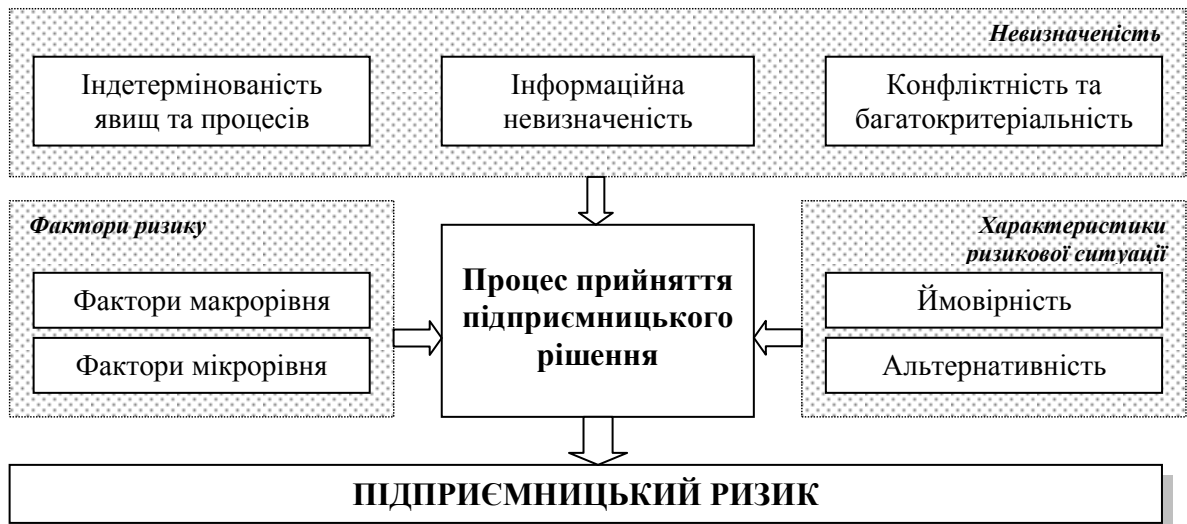 Невизначеність
Індетермінованість
явищ та процесів
Інформаційна
невизначеність
Конфліктність та
багатокритеріальність
Фактори ризику
Фактори макрорівня
Фактори мікрорівня
Процес прийняття
підприємницького
рішення
Характеристики
ризикової ситуації
Ймовірність
Альтернативність
ПІДПРИЄМНИЦЬКИЙ РИЗИК